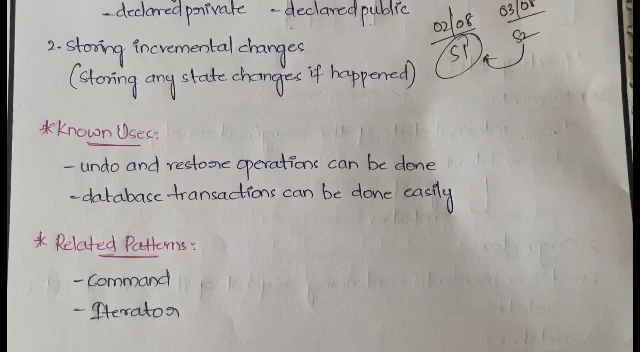 -declared private -declared public
02/08 03/08
S1 S2
2. Storing incremental changes
(storing any state changes if happened)
*Known Uses:
-undo and restore operations can be done
-database transactions can be done easily
* Related Patterns:
-Command
-Iterator